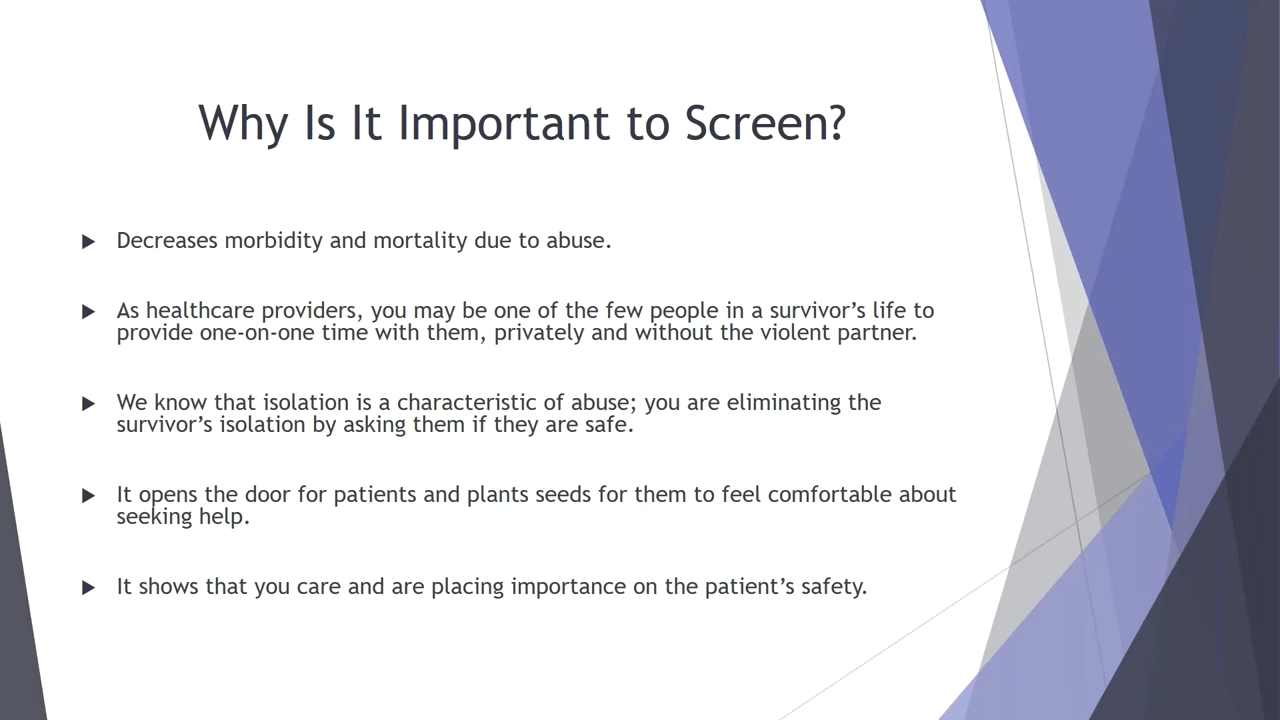 Why Is It Important to Screen?
Decreases morbidity and mortality due to abuse.
As healthcare providers, you may be one of the few people in a survivor’s life to
provide one-on-one time with them, privately and without the violent partner.
We know that isolation is a characteristic of abuse; you are eliminating the
survivor’s isolation by asking them if they are safe.
It opens the door for patients and plants seeds for them to feel comfortable about
seeking help.
It shows that you care and are placing importance on the patient’s safety.